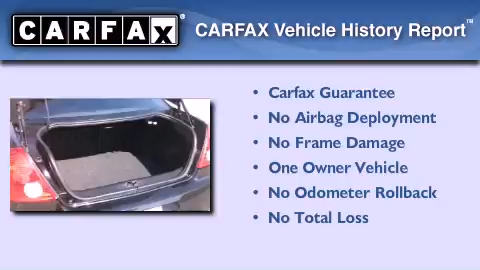 CARFAX® CARFAX Vehicle History Report™
• Carfax Guarantee
• No Airbag Deployment
• No Frame Damage
• One Owner Vehicle
• No Odometer Rollback
• No Total Loss